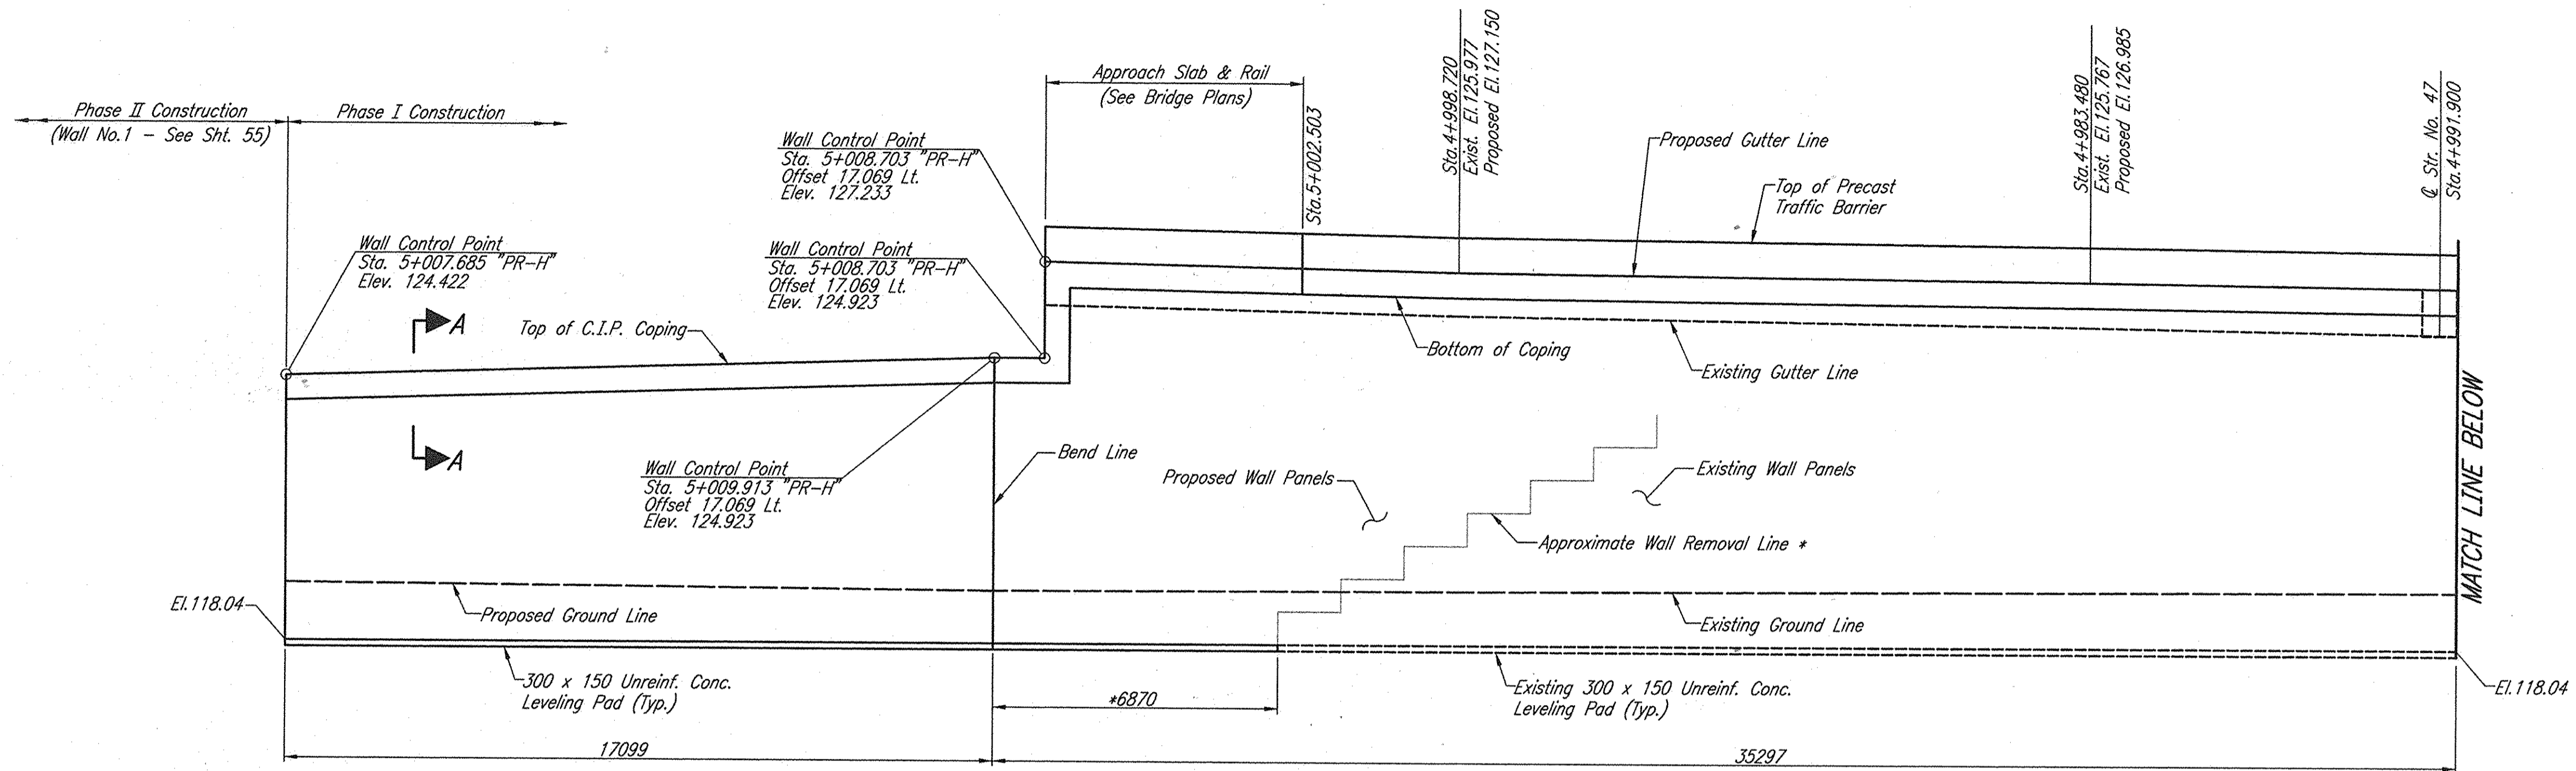 Phase II Construction
(Wall No.1 - See Sht. 55)
Phase I Construction
Approach Slab & Rail
(See Bridge Plans)
Sta.5+002.503
Sta.4+998.720
Exist. El.125.977
Proposed El.127.150
Sta.4+983.480
Exist. El.125.767
Proposed El.126.985
℄ Str. No. 47
Sta.4+991.900
Wall Control Point
Sta. 5+008.703 "PR-H"
Offset 17.069 Lt.
Elev. 127.233
Proposed Gutter Line
Top of Precast
Traffic Barrier
Wall Control Point
Sta. 5+007.685 "PR-H"
Elev. 124.422
Wall Control Point
Sta. 5+008.703 "PR-H"
Offset 17.069 Lt.
Elev. 124.923
A
Top of C.I.P. Coping
Bottom of Coping
Existing Gutter Line
A
Wall Control Point
Sta. 5+009.913 "PR-H"
Offset 17.069 Lt.
Elev. 124.923
Bend Line
Proposed Wall Panels
Existing Wall Panels
Approximate Wall Removal Line *
MATCH LINE BELOW
El.118.04
Proposed Ground Line
Existing Ground Line
300 x 150 Unreinf. Conc.
Leveling Pad (Typ.)
*6870
Existing 300 x 150 Unreinf. Conc.
Leveling Pad (Typ.)
El.118.04
17099
35297